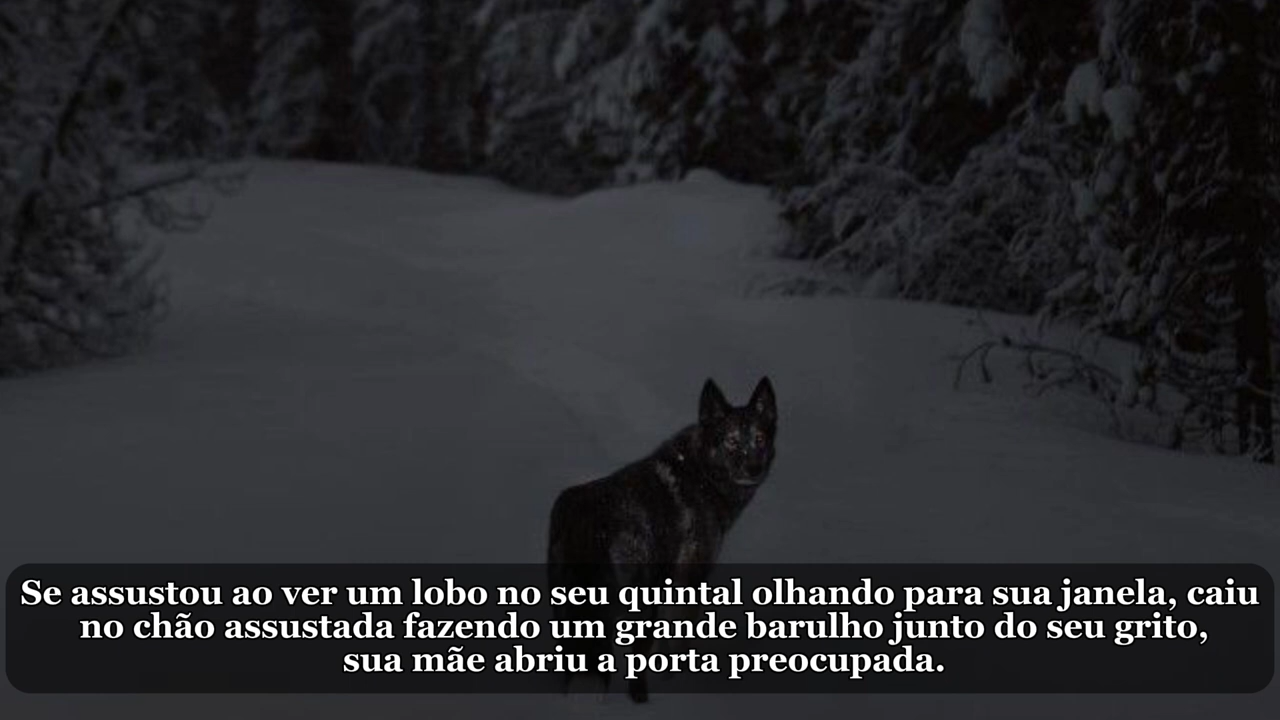 Se assustou ao ver um lobo no seu quintal olhando para sua janela, caiu
no chão assustada fazendo um grande barulho junto do seu grito,
sua mãe abriu a porta preocupada.